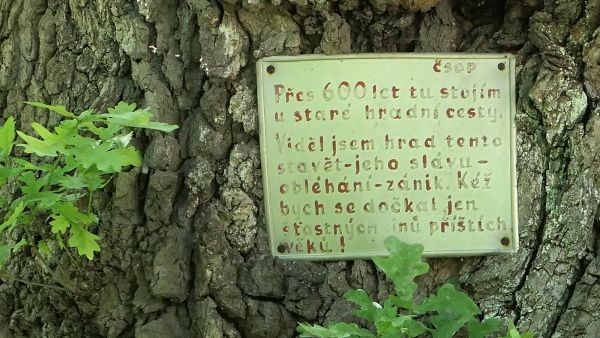 ČSOP
Přes 600 let tu stojím
u staré hradní cesty.
Viděl jsem hrad tento
stavět-jeho slávu-
obléhání-zánik. Kéž
bych se dočkal jen
šťastných dnů příštích
věků!